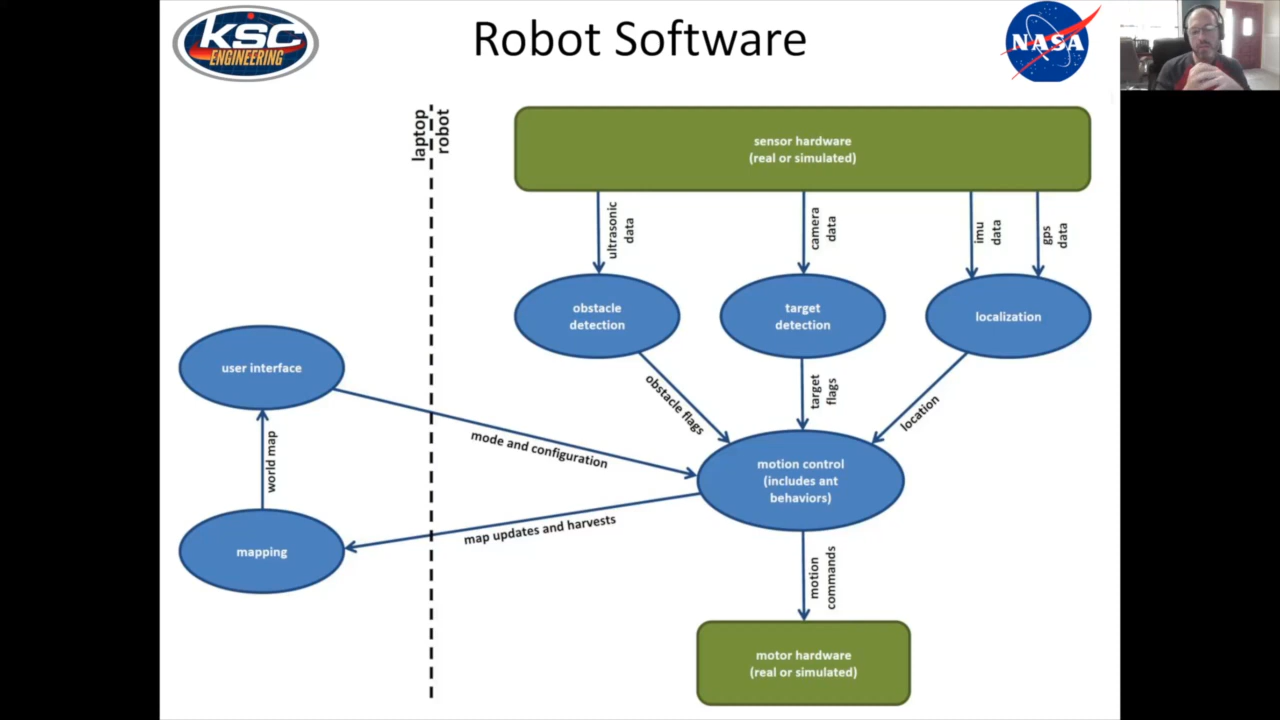 KSC
ENGINEERING
Robot Software
NASA
laptop
robot
sensor hardware
(real or simulated)
ultrasonic
data
camera
data
imu
data
gps
data
obstacle
detection
target
detection
localization
user interface
obstacle flags
target
flags
location
mode and configuration
world map
motion control
(includes ant
behaviors)
map updates and harvests
mapping
motion
commands
motor hardware
(real or simulated)